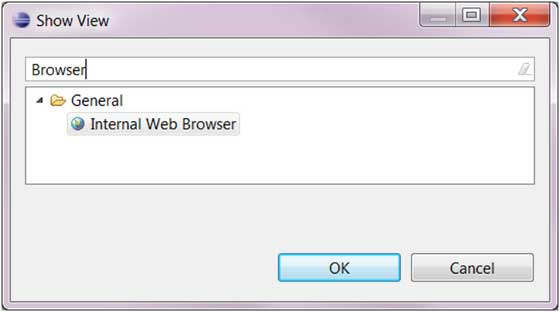 Show View
Browser
General
Internal Web Browser
OK
Cancel